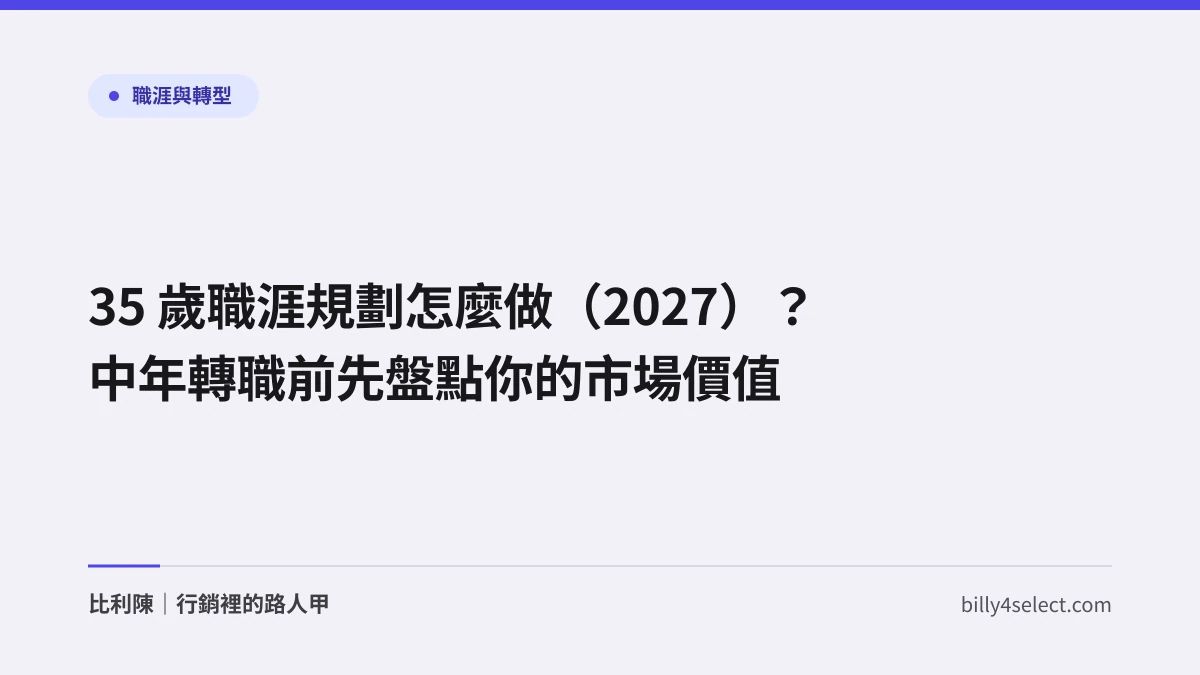 職涯與轉型
35 歲職涯規劃怎麼做（2027）？
中年轉職前先盤點你的市場價值
比利陳｜行銷裡的路人甲
billy4select.com